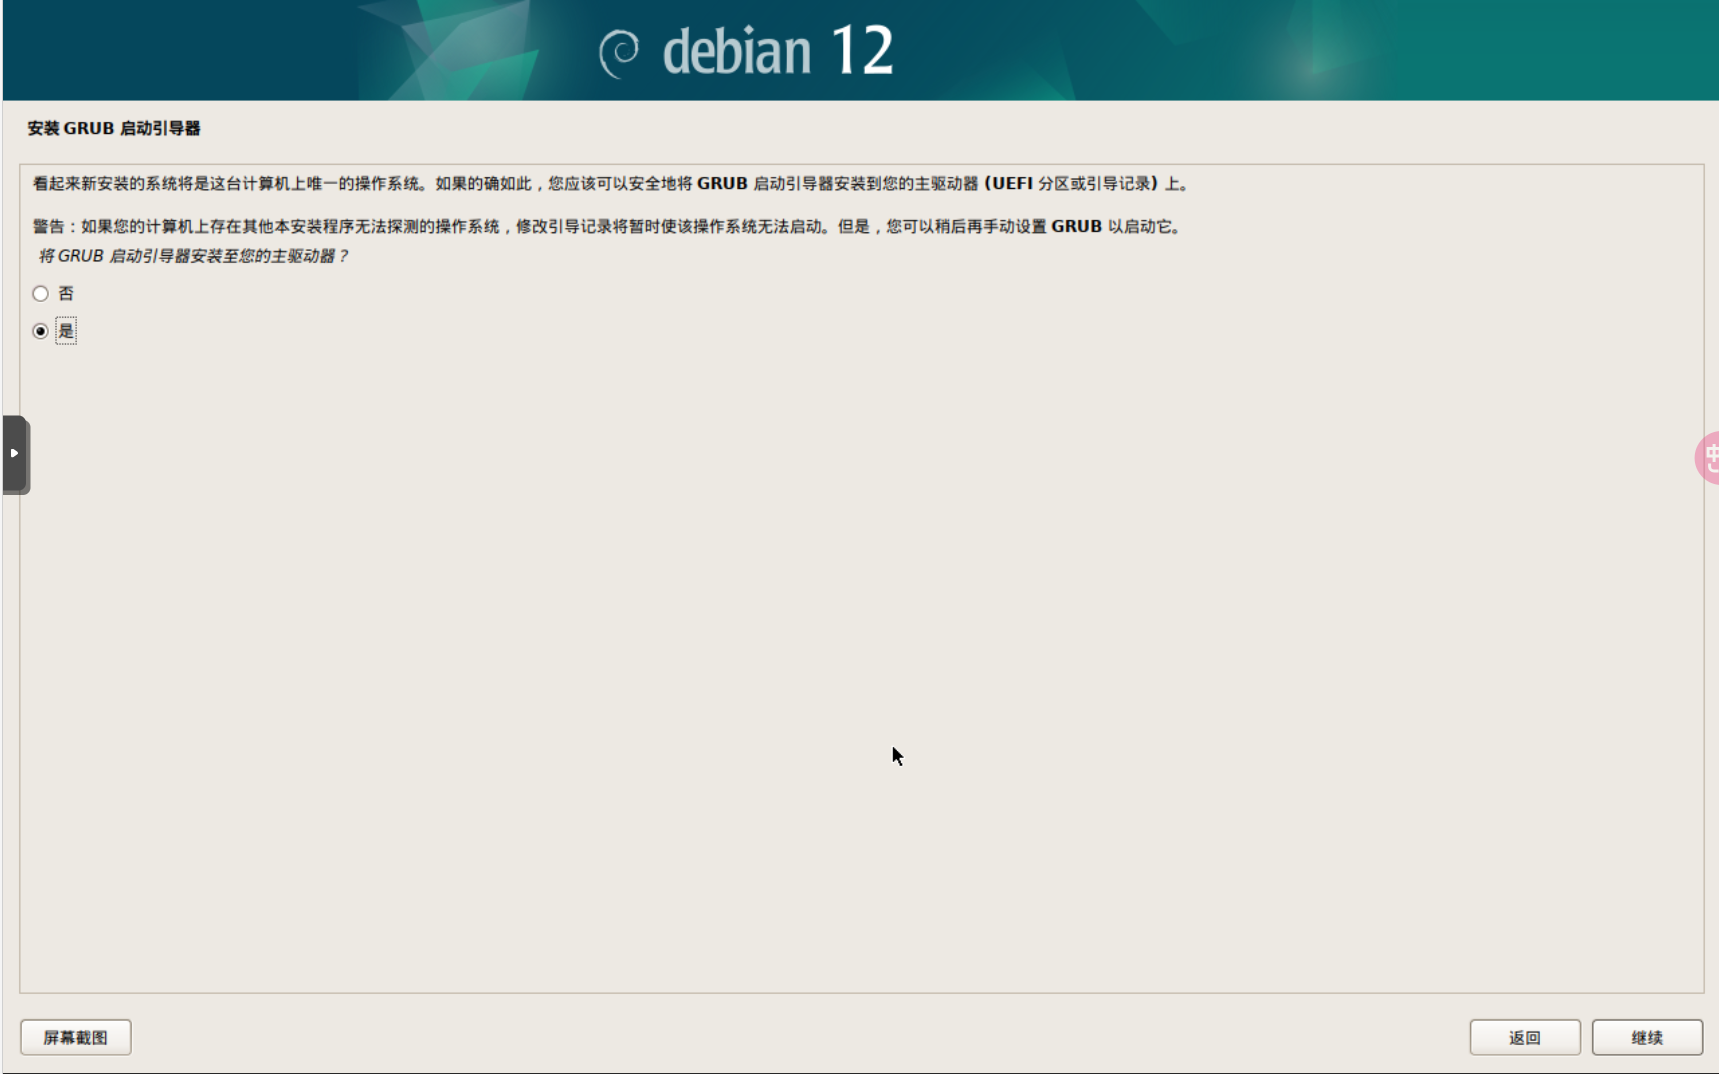 debian 12
安装 GRUB 启动引导器
看起来新安装的系统将是这台计算机上唯一的操作系统。如果的确如此，您应该可以安全地将 GRUB 启动引导器安装到您的主驱动器 (UEFI 分区或引导记录) 上。
警告：如果您的计算机上存在其他本安装程序无法探测的操作系统，修改引导记录将暂时使该操作系统无法启动。但是，您可以稍后再手动设置 GRUB 以启动它。
将 GRUB 启动引导器安装至您的主驱动器？
否
是
中
屏幕截图
返回
继续